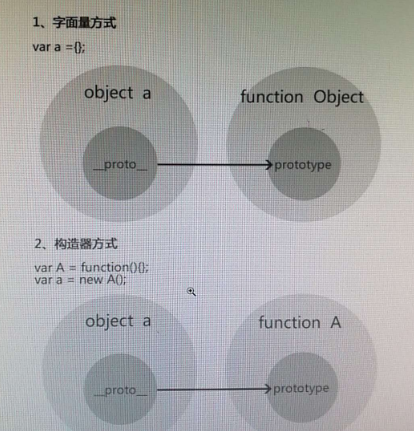 1、字面量方式
var a ={};
object a
function Object
__proto__
prototype
2、构造器方式
var A = function(){};
var a = new A();
object a
function A
__proto__
prototype